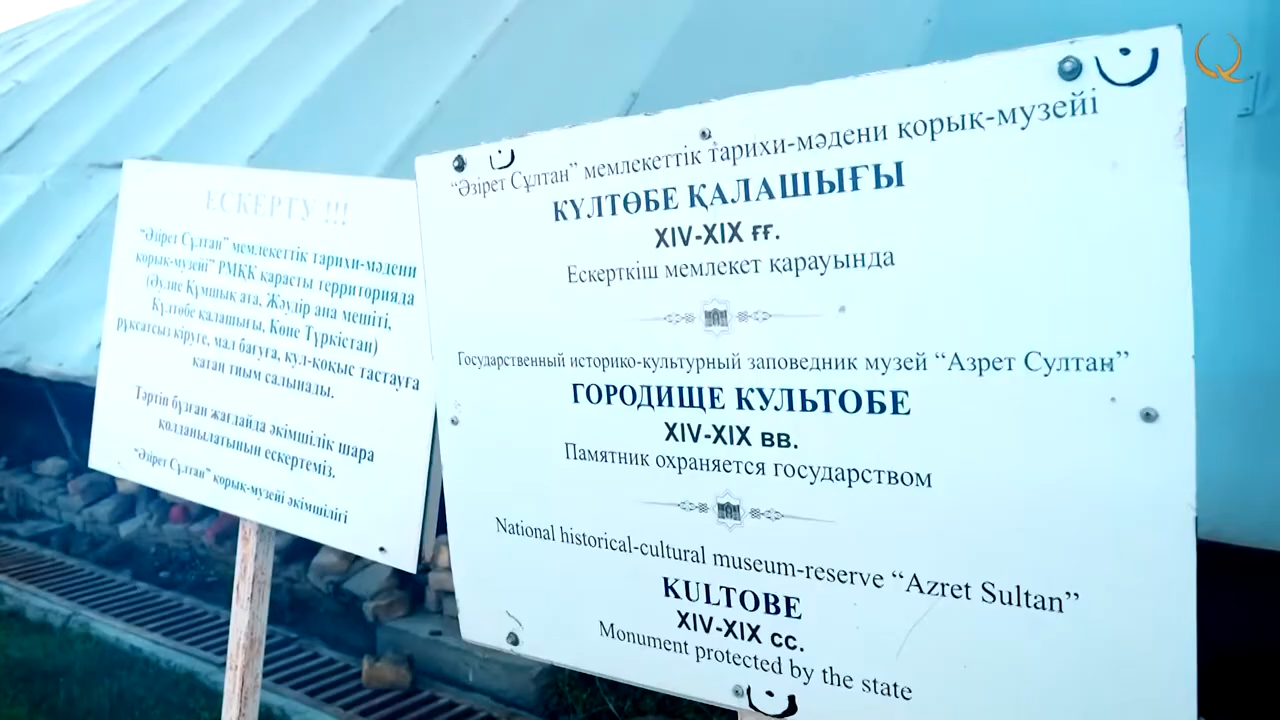 ЕСКЕРТУ !!!
“Әзірет Сұлтан” мемлекеттік тарихи-мәдени
қорық-музейі” РМҚК қарасты территорияда
(Әулие Құмшық ата, Жәудір ана мешіті,
Күлтөбе қалашығы, Көне Түркістан)
рұқсатсыз кіруге, мал бағуға, күл-қоқыс тастауға
қатаң тиым салынады.
Тәртіп бұзған жағдайда әкімшілік шара
қолданылатынын ескертеміз.
“Әзірет Сұлтан” қорық-музейі әкімшілігі
“Әзірет Сұлтан” мемлекеттік тарихи-мәдени қорық-музейі
КҮЛТӨБЕ ҚАЛАШЫҒЫ
XIV-XIX ғғ.
Ескерткіш мемлекет қарауында
Государственный историко-культурный заповедник музей “Азрет Султан”
ГОРОДИЩЕ КУЛЬТОБЕ
XIV-XIX вв.
Памятник охраняется государством
National historical-cultural museum-reserve “Azret Sultan”
KULTOBE
XIV-XIX cc.
Monument protected by the state